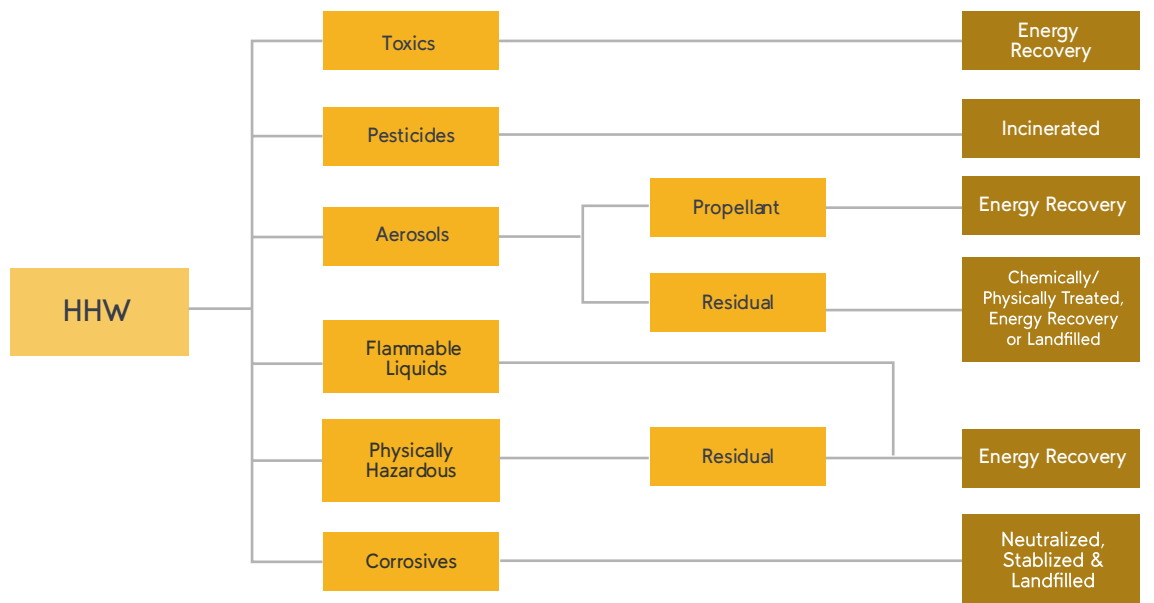 HHW
Toxics
Energy
Recovery
Pesticides
Incinerated
Aerosols
Propellant
Energy Recovery
Residual
Chemically/
Physically Treated,
Energy Recovery
or Landfilled
Flammable
Liquids
Physically
Hazardous
Residual
Energy Recovery
Corrosives
Neutralized,
Stablized &
Landfilled